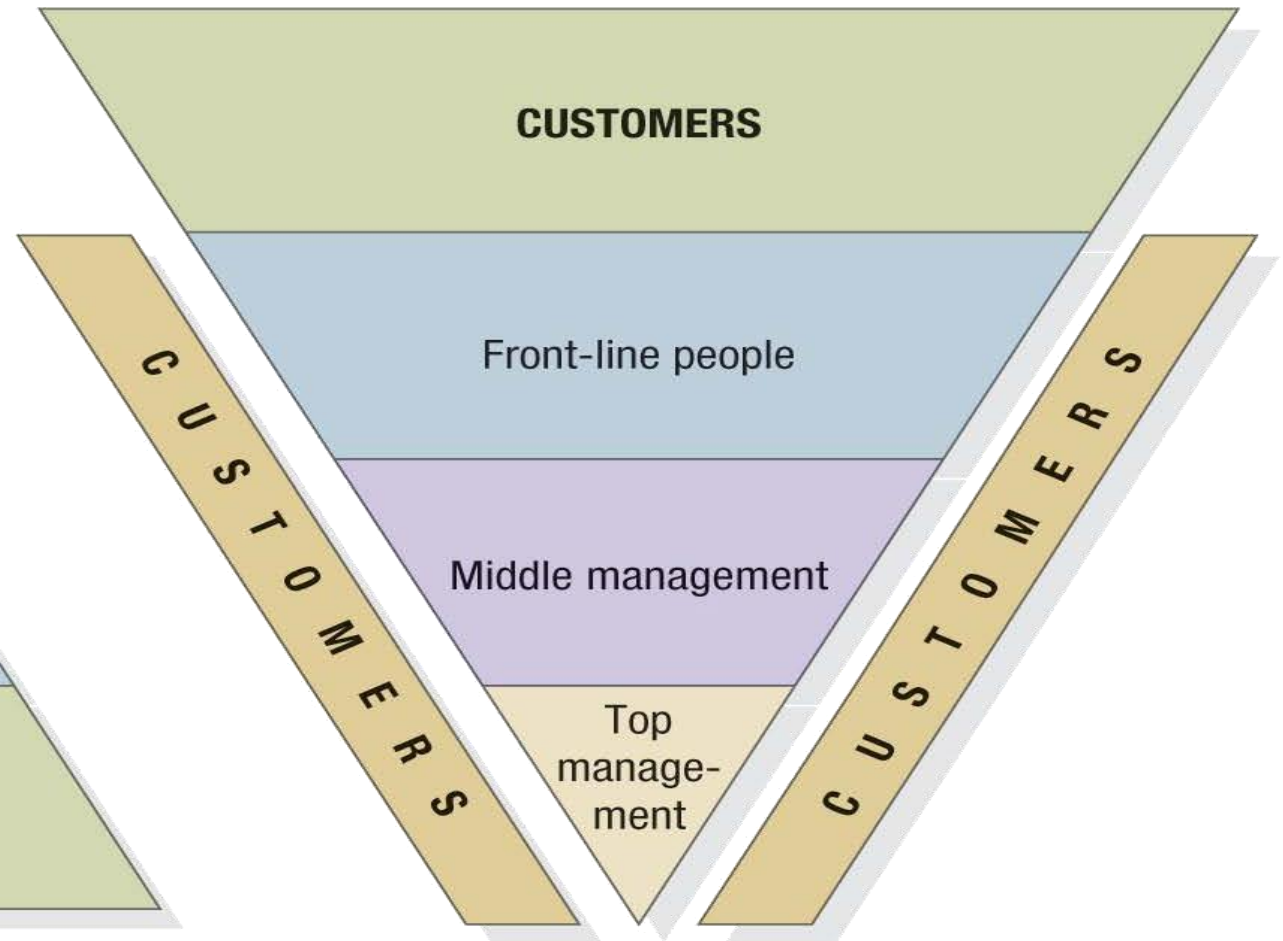 CUSTOMERS
Front-line people
Middle management
Top
manage-
ment
CUSTOMERS
CUSTOMERS